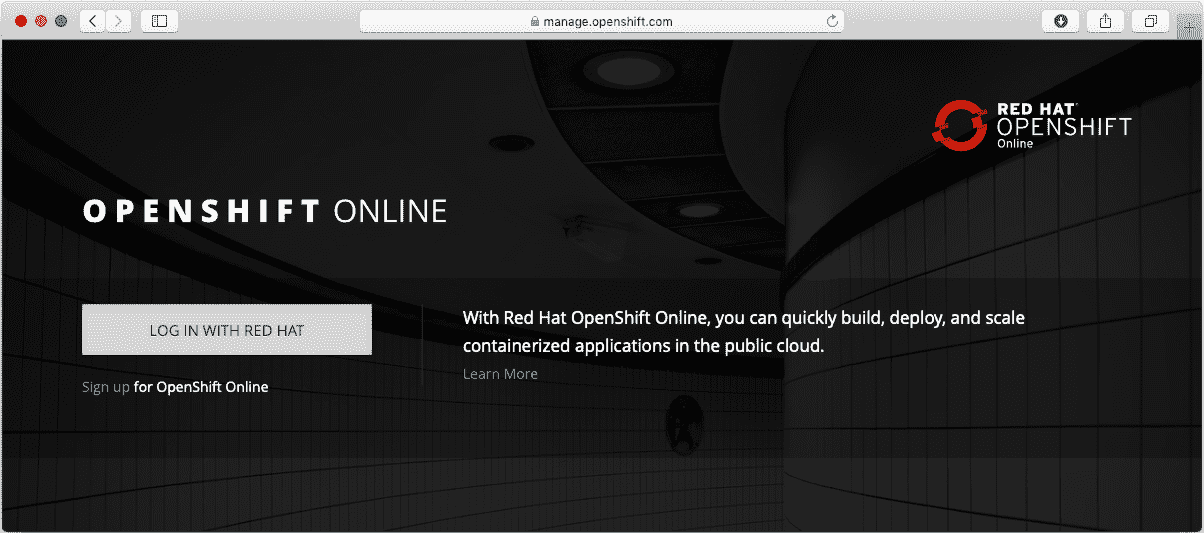 manage.openshift.com
RED HAT
OPENSHIFT
Online
OPENSHIFT ONLINE
LOG IN WITH RED HAT
Sign up for OpenShift Online
With Red Hat OpenShift Online, you can quickly build, deploy, and scale
containerized applications in the public cloud.
Learn More